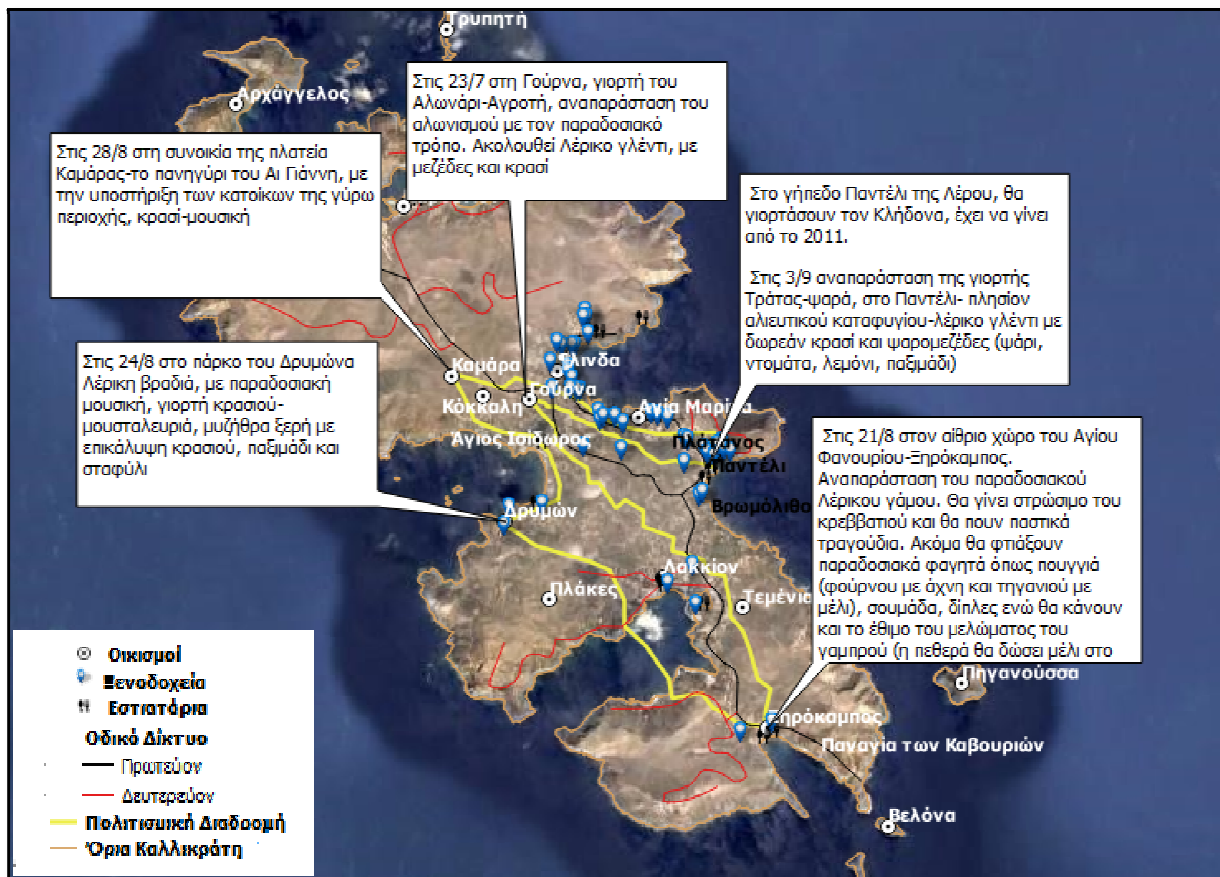 Τρυπητή
Αρχάγγελος
Στις 23/7 στη Γούρνα, γιορτή του
Αλωνάρι-Αγροτή, αναπαράσταση του
αλωνισμού με τον παραδοσιακό
τρόπο. Ακολουθεί Λέρικο γλέντι, με
μεζέδες και κρασί
Στις 28/8 στη συνοικία της πλατεία
Καμάρας-το πανηγύρι του Αι Γιάννη, με
την υποστήριξη των κατοίκων της γύρω
περιοχής, κρασί-μουσική
Στο γήπεδο Παντέλι της Λέρου, θα
γιορτάσουν τον Κλήδονα, έχει να γίνει
από το 2011.
Στις 3/9 αναπαράσταση της γιορτής
Τράτας-ψαρά, στο Παντέλι- πλησίον
αλιευτικού καταφυγίου-λέρικο γλέντι με
δωρεάν κρασί και ψαρομεζέδες (ψάρι,
ντομάτα, λεμόνι, παξιμάδι)
Στις 24/8 στο πάρκο του Δρυμώνα
Λέρικη βραδιά, με παραδοσιακή
μουσική, γιορτή κρασιού-
μουσταλευριά, μυζήθρα ξερή με
επικάλυψη κρασιού, παξιμάδι και
σταφύλι
Καμάρα
Άλινδα
Γούρνα
Κόκκαλη
Αγία Μαρίνα
Άγιος Ισίδωρος
Πλάτανος
Παντέλι
Βρωμόλιθο
Δρυμών
Λακκίον
Πλάκες
Τεμένια
Στις 21/8 στον αίθριο χώρο του Αγίου
Φανουρίου-Ξηρόκαμπος.
Αναπαράσταση του παραδοσιακού
Λέρικου γάμου. Θα γίνει στρώσιμο του
κρεββατιού και θα πουν παστικά
τραγούδια. Ακόμα θα φτιάξουν
παραδοσιακά φαγητά όπως πουγγιά
(φούρνου με άχνη και τηγανιού με
μέλι), σουμάδα, δίπλες ενώ θα κάνουν
και το έθιμο του μελώματος του
γαμπρού (η πεθερά θα δώσει μέλι στο
Πηγανούσσα
Ξηρόκαμπος
Παναγία των Καβουριών
Βελόνα
Οικισμοί
Ξενοδοχεία
Εστιατόρια
Οδικό Δίκτυο
Πρωτεύον
Δευτερεύον
Πολιτισμική Διαδρομή
Όρια Καλλικράτη